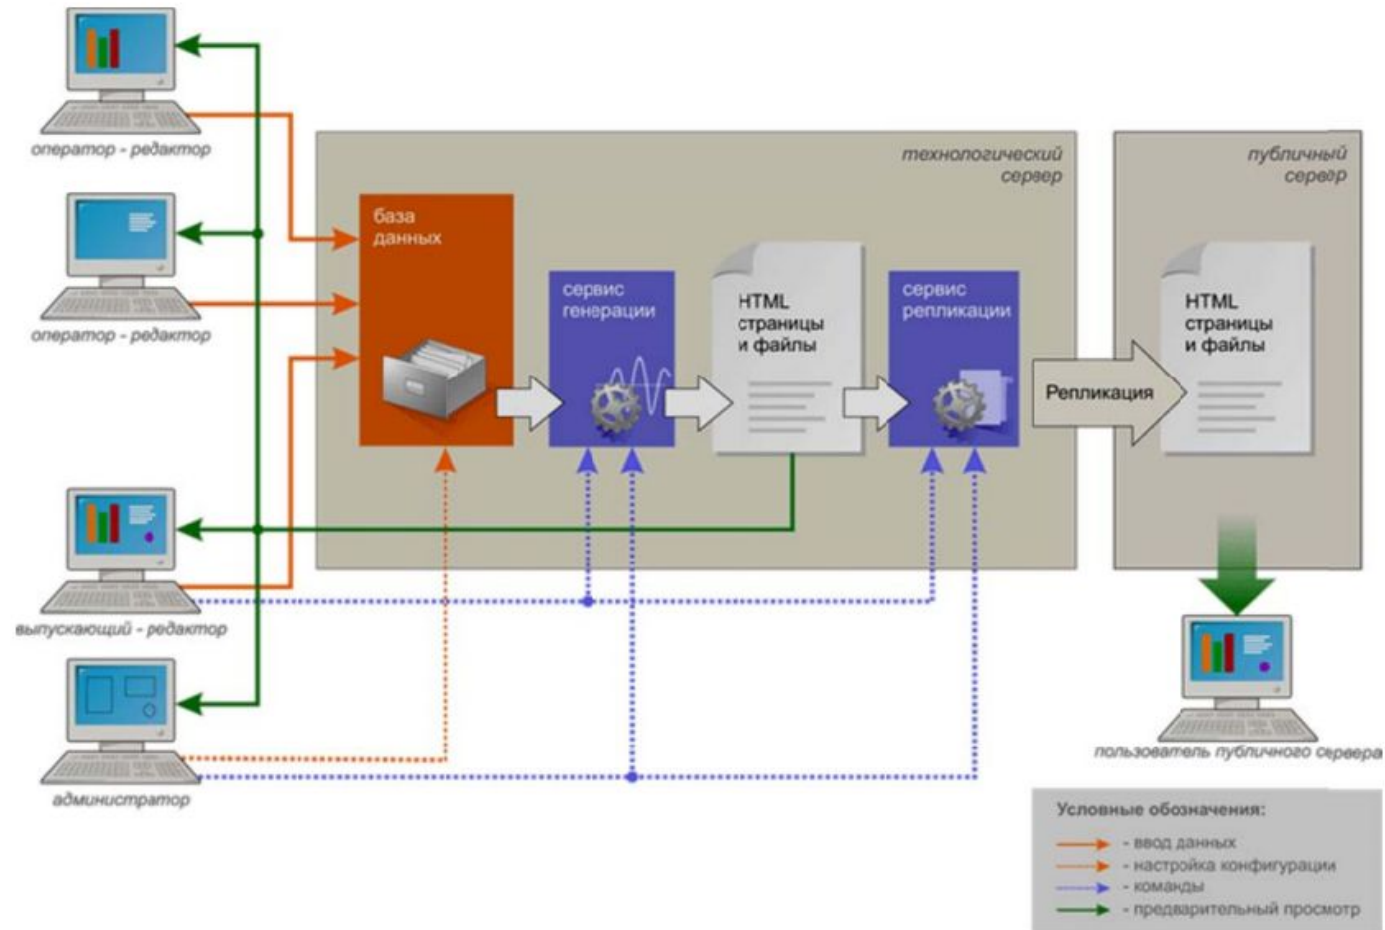 оператор - редактор
технологический
сервер
публичный
сервер
база
данных
оператор - редактор
сервис
генерации
HTML
страницы
и файлы
сервис
репликации
Репликация
HTML
страницы
и файлы
выпускающий - редактор
администратор
пользователь публичного сервера
Условные обозначения:
- ввод данных
- настройка конфигурации
- команды
- предварительный просмотр